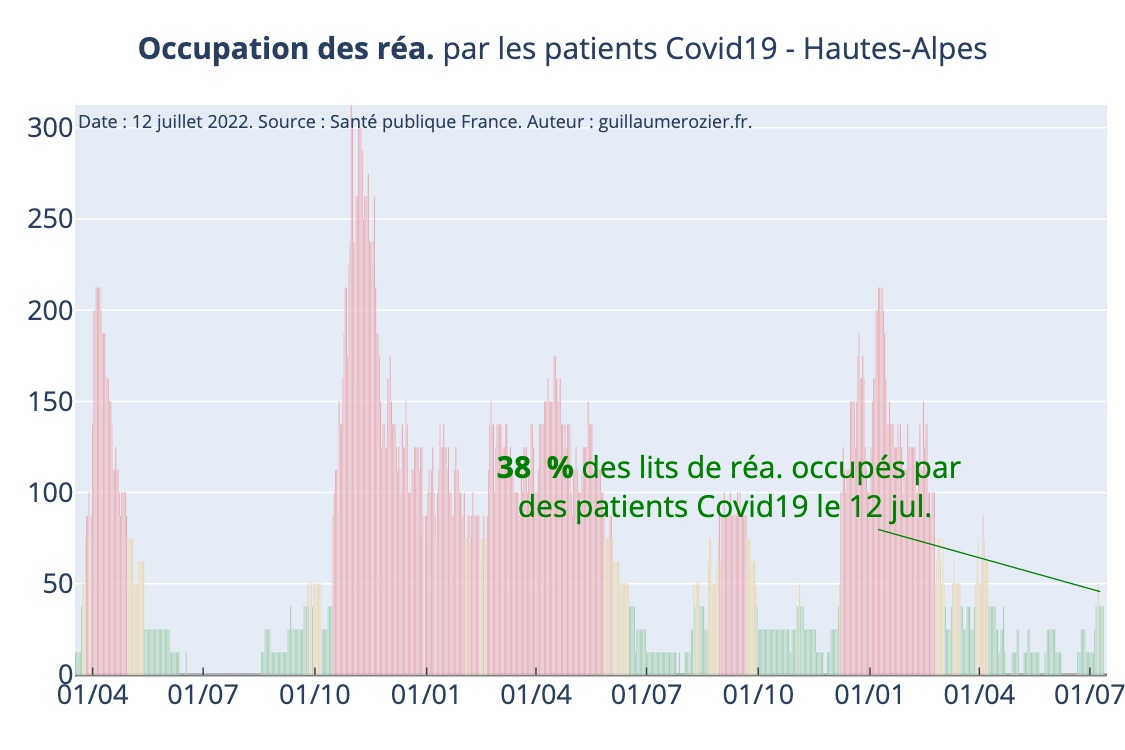 Occupation des réa. par les patients Covid19 - Hautes-Alpes
Date : 12 juillet 2022. Source : Santé publique France. Auteur : guillaumerozier.fr.
300
250
200
150
100
50
0
38 % des lits de réa. occupés par
des patients Covid19 le 12 jul.
01/04 01/07 01/10 01/01 01/04 01/07 01/10 01/01 01/04 01/07